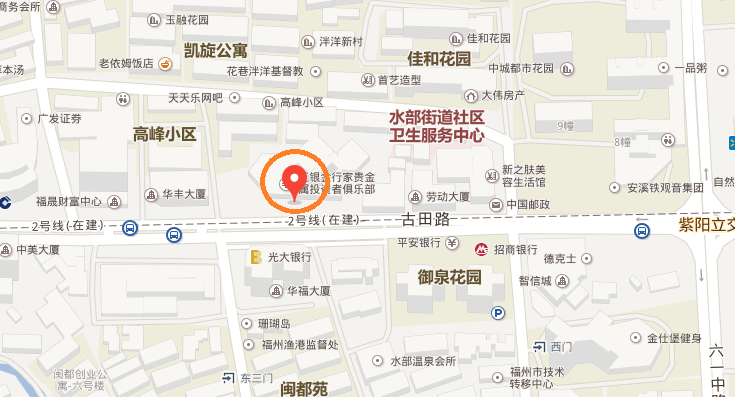 商务会所
玉融花园
凯旋公寓
泮洋新村
佳和花园
佳和花园
老依姆饭店
花巷泮洋基督教
中城都市花园
一品粥
本汤
首艺造型
天天乐网吧
高峰小区
大伟房产
广发证券
高峰小区
水部街道社区
卫生服务中心
9幢
8幢
银金行家贵金
属投资者俱乐部
新之肤美
容生活馆
自然
安溪铁观音集团
福晟财富中心
华丰大厦
劳动大厦
中国邮政
2号线(在建)
2号线(在建)
古田路
紫阳立交
中美大厦
光大银行
平安银行
招商银行
德克士
御泉花园
智信城
华福大厦
珊瑚岛
福州渔港监督处
金仕堡健身
西门
六一中路
水部温泉会所
闽都创业公
寓-六号楼
东三门
闽都苑
福州市技术
转移中心